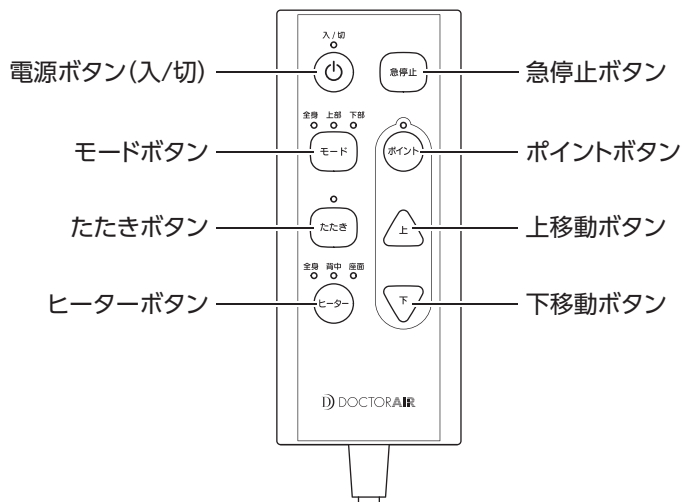 入/切
電源ボタン(入/切)
急停止
急停止ボタン
全身 上部 下部
モードボタン
モード
ポイント
ポイントボタン
たたきボタン
たたき
上
上移動ボタン
全身 背中 座面
ヒーターボタン
ヒーター
下
下移動ボタン
DOCTORAIR